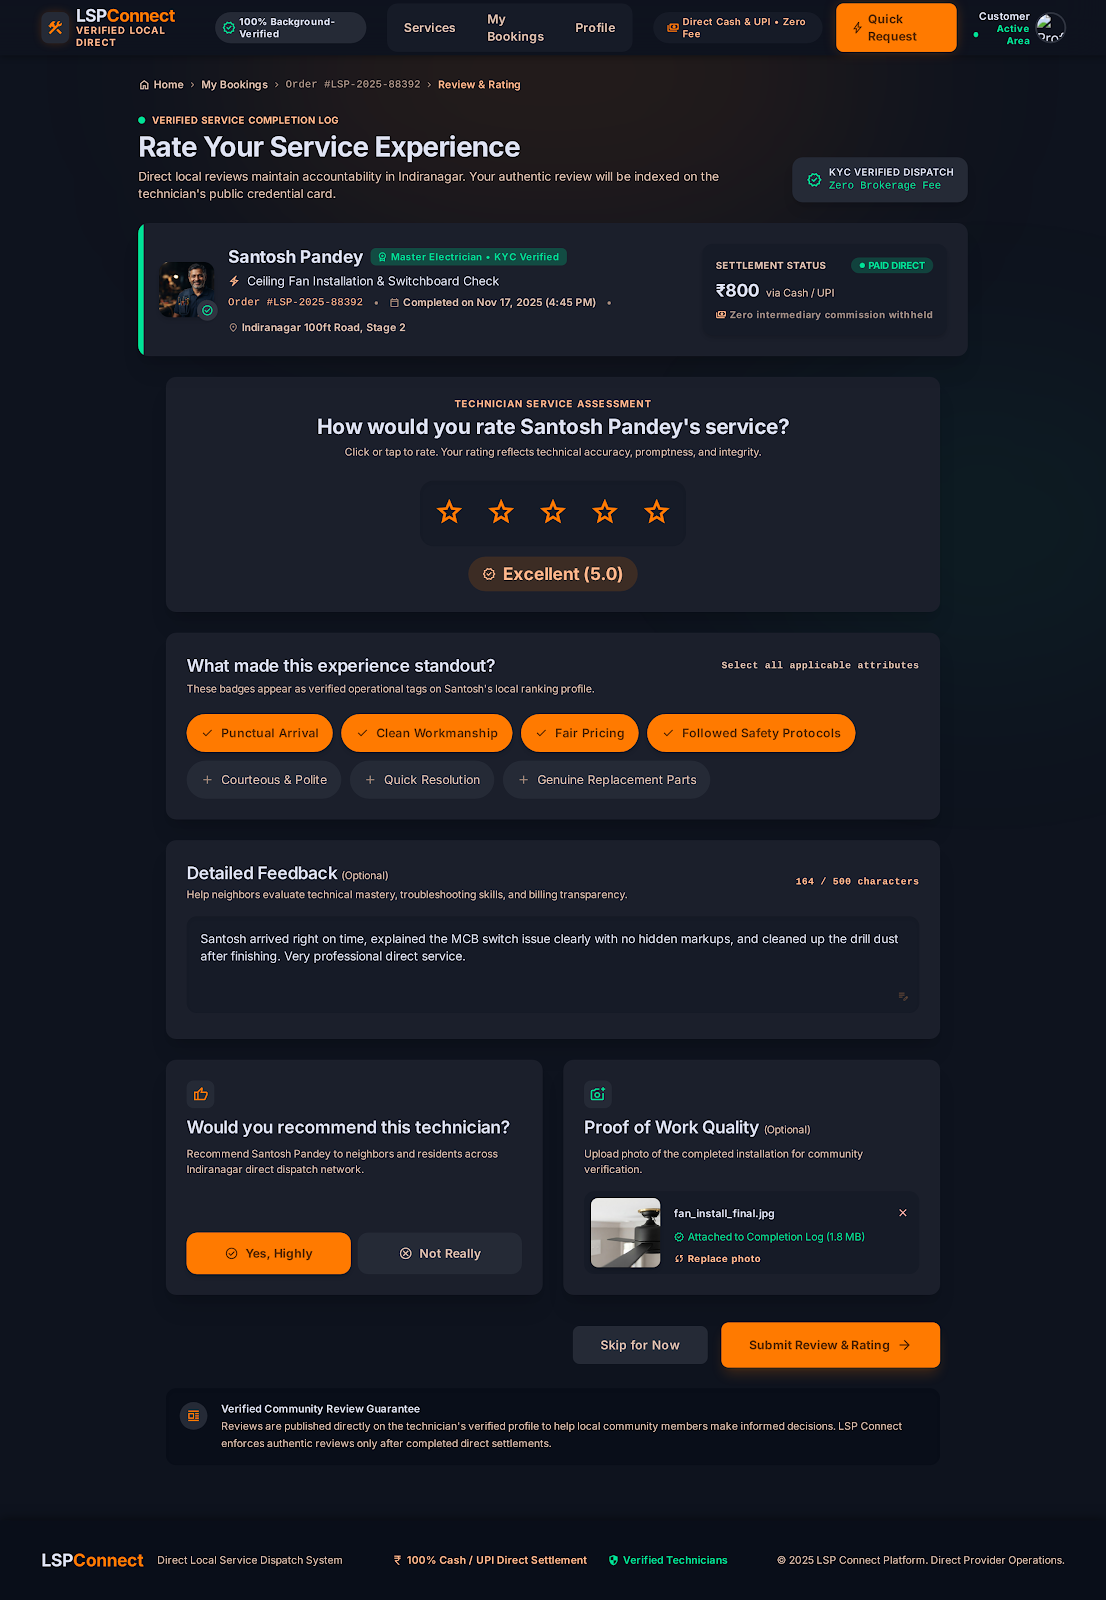 LSPConnect
VERIFIED LOCAL
DIRECT
100% Background-
Verified
Services
My
Bookings
Profile
Direct Cash & UPI • Zero
Fee
Quick
Request
Customer
Active
Area
Home › My Bookings › Order #LSP-2025-88392 › Review & Rating
VERIFIED SERVICE COMPLETION LOG
Rate Your Service Experience
Direct local reviews maintain accountability in Indiranagar. Your authentic review will be indexed on the
technician's public credential card.
KYC VERIFIED DISPATCH
Zero Brokerage Fee
Santosh Pandey
Master Electrician • KYC Verified
Ceiling Fan Installation & Switchboard Check
Order #LSP-2025-88392 • Completed on Nov 17, 2025 (4:45 PM) •
Indiranagar 100ft Road, Stage 2
SETTLEMENT STATUS
PAID DIRECT
₹800 via Cash / UPI
Zero intermediary commission withheld
TECHNICIAN SERVICE ASSESSMENT
How would you rate Santosh Pandey's service?
Click or tap to rate. Your rating reflects technical accuracy, promptness, and integrity.
Excellent (5.0)
What made this experience standout?
Select all applicable attributes
These badges appear as verified operational tags on Santosh's local ranking profile.
Punctual Arrival
Clean Workmanship
Fair Pricing
Followed Safety Protocols
Courteous & Polite
Quick Resolution
Genuine Replacement Parts
Detailed Feedback (Optional)
164 / 500 characters
Help neighbors evaluate technical mastery, troubleshooting skills, and billing transparency.
Santosh arrived right on time, explained the MCB switch issue clearly with no hidden markups, and cleaned up the drill dust
after finishing. Very professional direct service.
Would you recommend this technician?
Recommend Santosh Pandey to neighbors and residents across
Indiranagar direct dispatch network.
Yes, Highly
Not Really
Proof of Work Quality (Optional)
Upload photo of the completed installation for community
verification.
fan_install_final.jpg
Attached to Completion Log (1.8 MB)
Replace photo
Skip for Now
Submit Review & Rating
Verified Community Review Guarantee
Reviews are published directly on the technician's verified profile to help local community members make informed decisions. LSP Connect
enforces authentic reviews only after completed direct settlements.
LSPConnect
Direct Local Service Dispatch System
₹ 100% Cash / UPI Direct Settlement
Verified Technicians
© 2025 LSP Connect Platform. Direct Provider Operations.